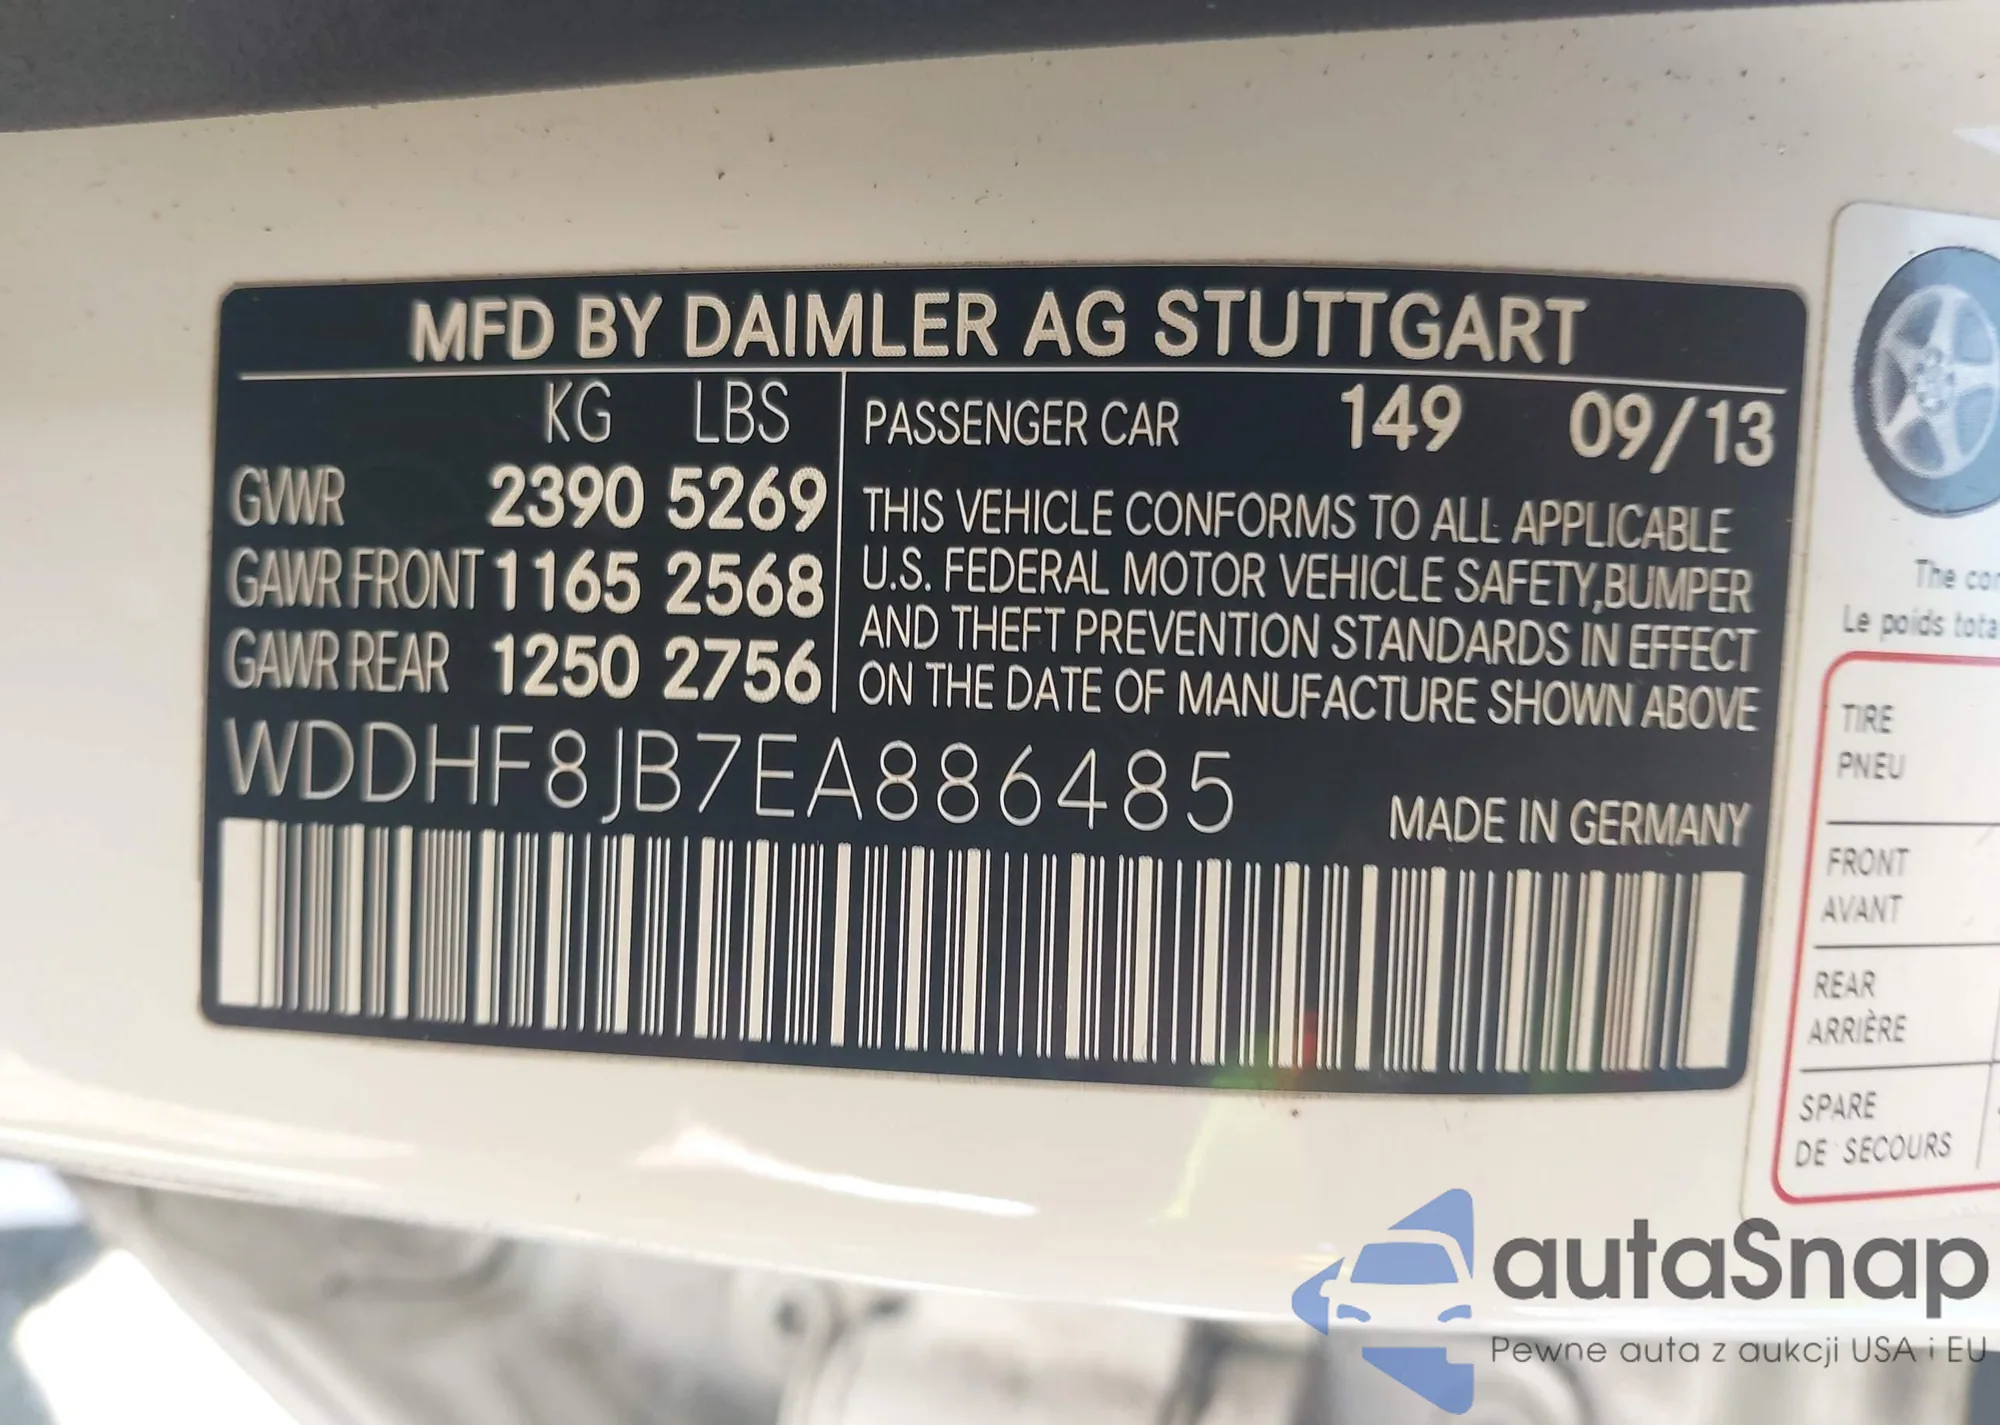 MFD BY DAIMLER AG STUTTGART
KG LBS
GVWR 2390 5269
GAWR FRONT 1165 2568
GAWR REAR 1250 2756
PASSENGER CAR 149 09/13
THIS VEHICLE CONFORMS TO ALL APPLICABLE
U.S. FEDERAL MOTOR VEHICLE SAFETY,BUMPER
AND THEFT PREVENTION STANDARDS IN EFFECT
ON THE DATE OF MANUFACTURE SHOWN ABOVE
WDDHF8JB7EA886485
MADE IN GERMANY
The
Le poids
TIRE
PNEU
FRONT
AVANT
REAR
ARRIÈRE
SPARE
DE SECOURS
autaSnap
Pewne auta z aukcji USA i EU